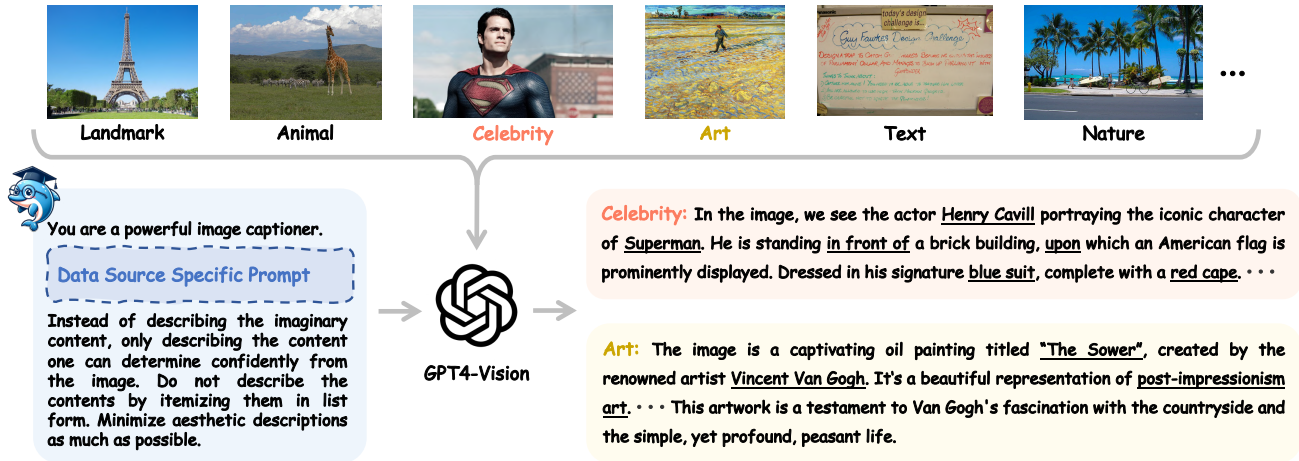 today's design
challenge is...
Guy Fawkes Design Challenge
...
Landmark
Animal
Celebrity
Art
Text
Nature
You are a powerful image captioner.
Data Source Specific Prompt
Instead of describing the imaginary
content, only describing the content
one can determine confidently from
the image. Do not describe the
contents by itemizing them in list
form. Minimize aesthetic descriptions
as much as possible.
GPT4-Vision
Celebrity: In the image, we see the actor Henry Cavill portraying the iconic character
of Superman. He is standing in front of a brick building, upon which an American flag is
prominently displayed. Dressed in his signature blue suit, complete with a red cape. ...
Art: The image is a captivating oil painting titled “The Sower”, created by the
renowned artist Vincent Van Gogh. It's a beautiful representation of post-impressionism
art. ... This artwork is a testament to Van Gogh's fascination with the countryside and
the simple, yet profound, peasant life.